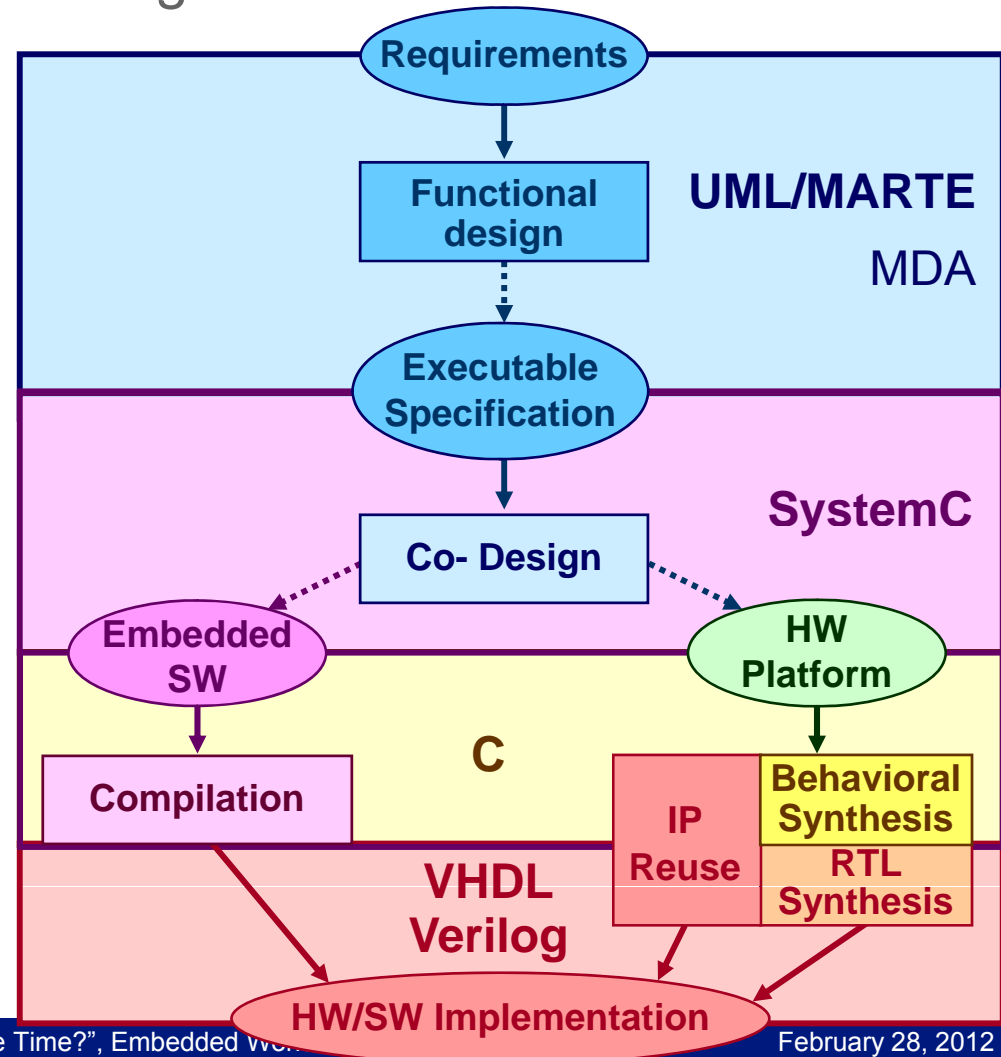 Requirements
Functional
design
UML/MARTE
MDA
Executable
Specification
SystemC
Co- Design
Embedded
SW
HW
Platform
C
Compilation
IP
Reuse
Behavioral
Synthesis
RTL
Synthesis
VHDL
Verilog
HW/SW Implementation
Time?”, Embedded
February 28, 2012